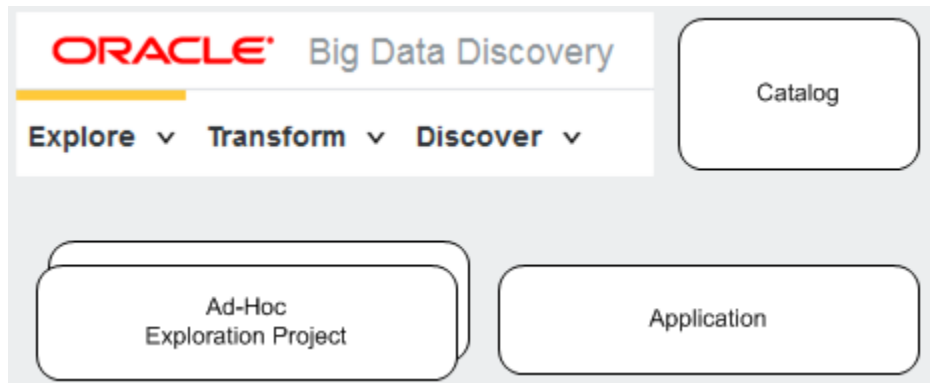 ORACLE® Big Data Discovery
Catalog
Explore Transform Discover
Ad-Hoc
Exploration Project
Application